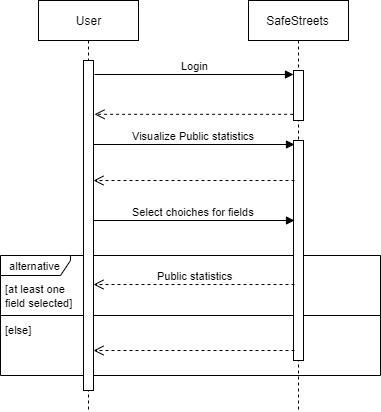 User
SafeStreets
Login
Visualize Public statistics
Select choiches for fields
alternative
Public statistics
[at least one
field selected]
[else]